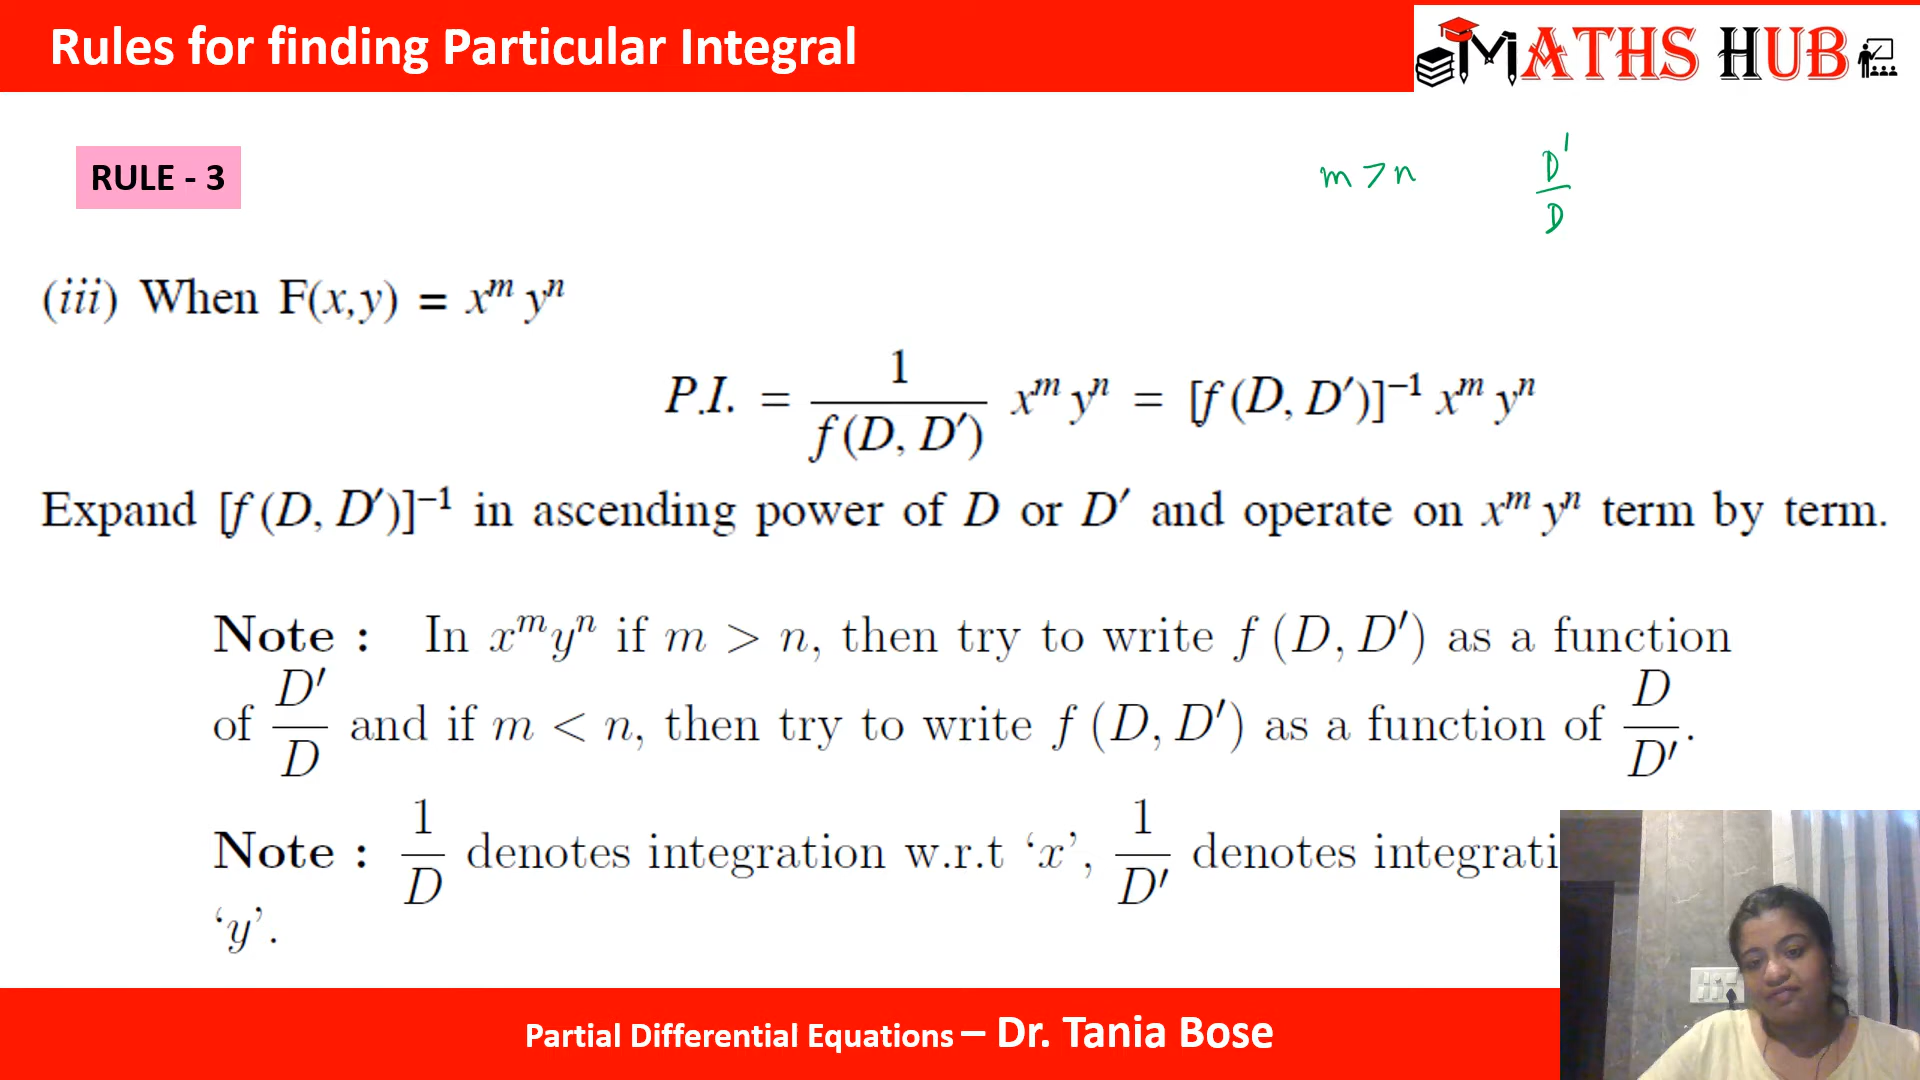 Rules for finding Particular Integral
MATHS HUB
RULE - 3
m > n D'/D
(iii) When F(x,y) = x^m y^n
P.I. = 1/f(D, D′) x^m y^n = [f(D, D′)]^−1 x^m y^n
Expand [f(D, D′)]^−1 in ascending power of D or D′ and operate on x^m y^n term by term.
Note : In x^m y^n if m > n, then try to write f (D, D′) as a function
of D′/D and if m < n, then try to write f (D, D′) as a function of D/D′.
Note : 1/D denotes integration w.r.t ‘x’, 1/D′ denotes
‘y’.
Partial Differential Equations – Dr. Tania Bose